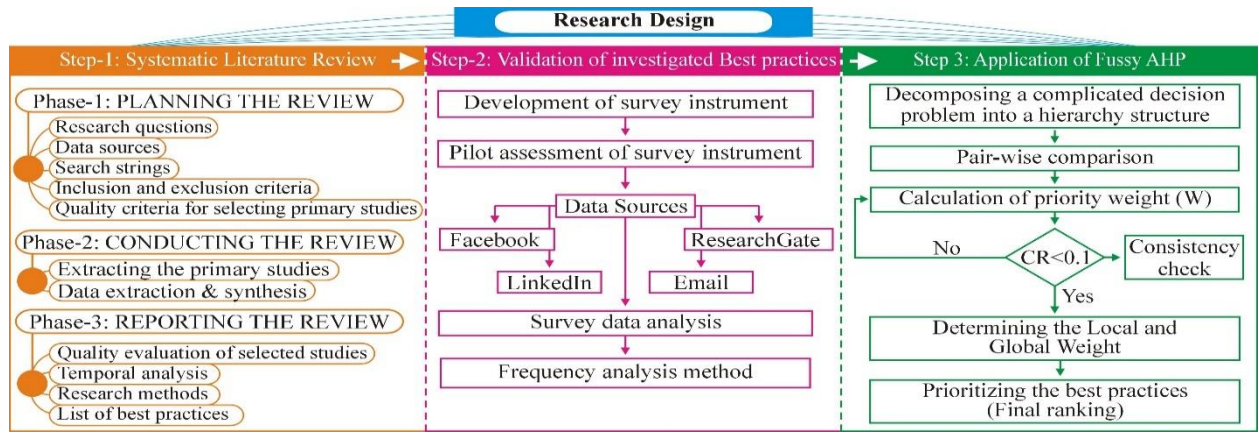 Research Design
Step-1: Systematic Literature Review
Phase-1: PLANNING THE REVIEW
Research questions
Data sources
Search strings
Inclusion and exclusion criteria
Quality criteria for selecting primary studies
Phase-2: CONDUCTING THE REVIEW
Extracting the primary studies
Data extraction & synthesis
Phase-3: REPORTING THE REVIEW
Quality evaluation of selected studies
Temporal analysis
Research methods
List of best practices
Step-2: Validation of investigated Best practices
Development of survey instrument
Pilot assessment of survey instrument
Data Sources
Facebook
ResearchGate
LinkedIn
Email
Survey data analysis
Frequency analysis method
Step 3: Application of Fussy AHP
Decomposing a complicated decision
problem into a hierarchy structure
Pair-wise comparison
Calculation of priority weight (W)
No
CR<0.1
Consistency
check
Yes
Determining the Local and
Global Weight
Prioritizing the best practices
(Final ranking)